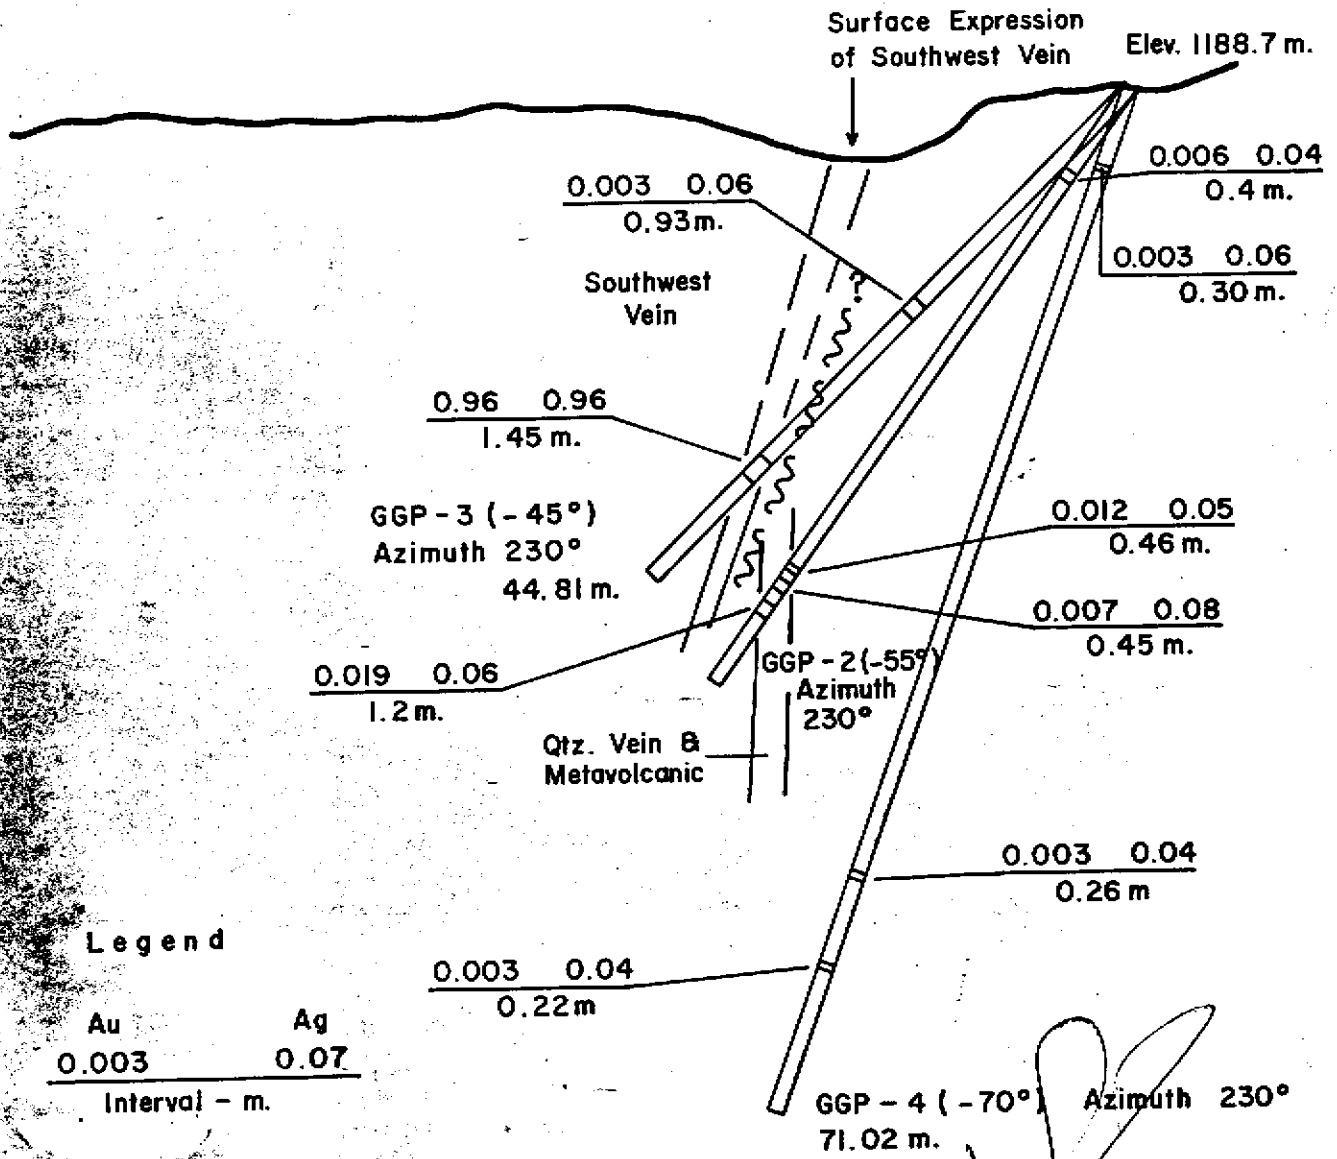 Surface Expression
of Southwest Vein
Elev. 1188.7 m.
0.006 0.04
0.4 m.
0.003 0.06
0.93m.
0.003 0.06
0.30 m.
Southwest
Vein
?
0.96 0.96
1.45 m.
GGP - 3 (- 45°)
Azimuth 230°
44.81 m.
0.012 0.05
0.46 m.
0.007 0.08
0.45 m.
0.019 0.06
1.2 m.
GGP - 2 (-55°)
Azimuth
230°
Qtz. Vein &
Metavolcanic
0.003 0.04
0.26 m
0.003 0.04
0.22m
Legend
Au Ag
0.003 0.07
Interval - m.
GGP - 4 ( -70°) Azimuth 230°
71.02 m.